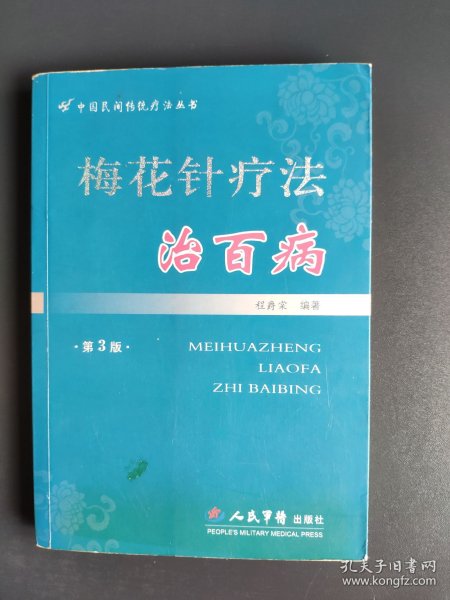 中国民间传统疗法丛书
梅花针疗法
治百病
程爵棠 编著
·第3版·
MEIHUAZHENG
LIAOFA
ZHI BAIBING
人民军医 出版社
PEOPLE'S MILITARY MEDICAL PRESS
孔夫子旧书网
www.kongfz.com